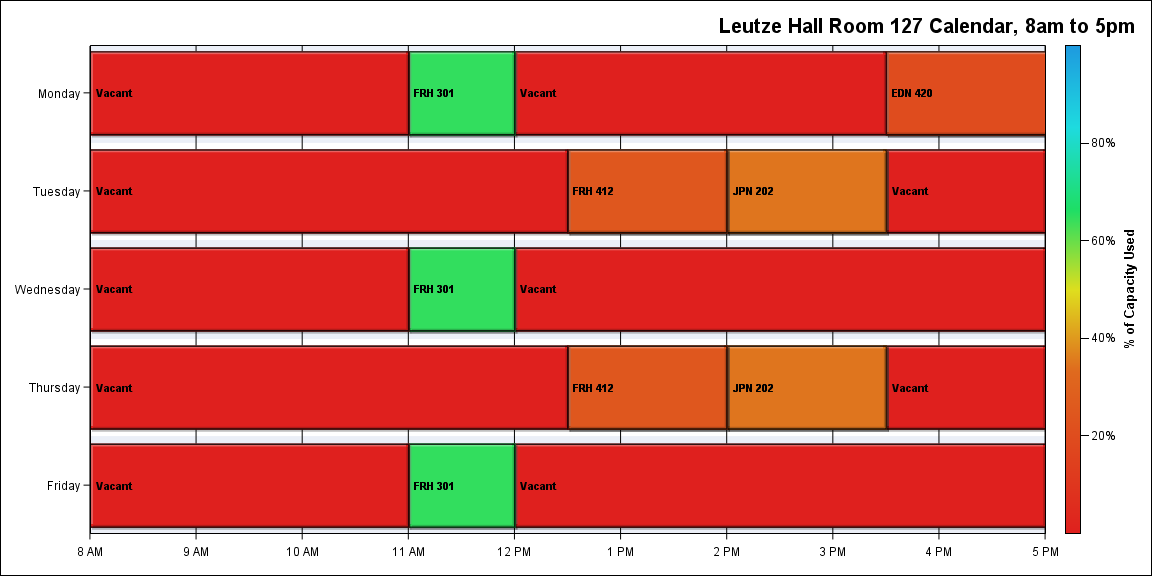 Leutze Hall Room 127 Calendar, 8am to 5pm
Monday
Vacant
FRH 301
Vacant
EDN 420
Tuesday
Vacant
FRH 412
JPN 202
Vacant
Wednesday
Vacant
FRH 301
Vacant
Thursday
Vacant
FRH 412
JPN 202
Vacant
Friday
Vacant
FRH 301
Vacant
8 AM
9 AM
10 AM
11 AM
12 PM
1 PM
2 PM
3 PM
4 PM
5 PM
80%
60%
40%
20%
% of Capacity Used